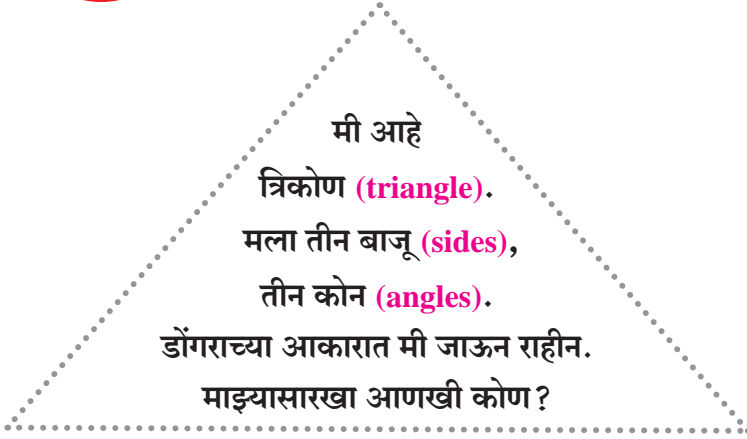 मी आहे
त्रिकोण (triangle).
मला तीन बाजू (sides),
तीन कोन (angles).
डोंगराच्या आकारात मी जाऊन राहीन.
माझ्यासारखा आणखी कोण?